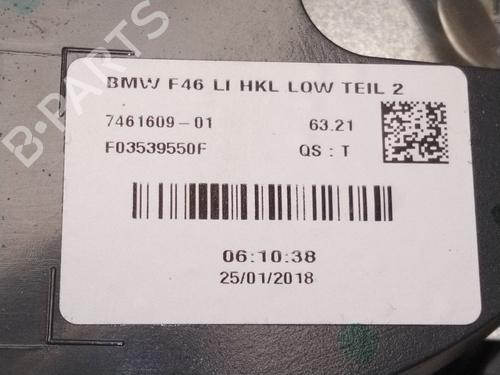 BMW F46 LI HKL LOW TEIL 2
7461609-01 63.21
F03539550F QS : T
06:10:38
25/01/2018
B-PARTS